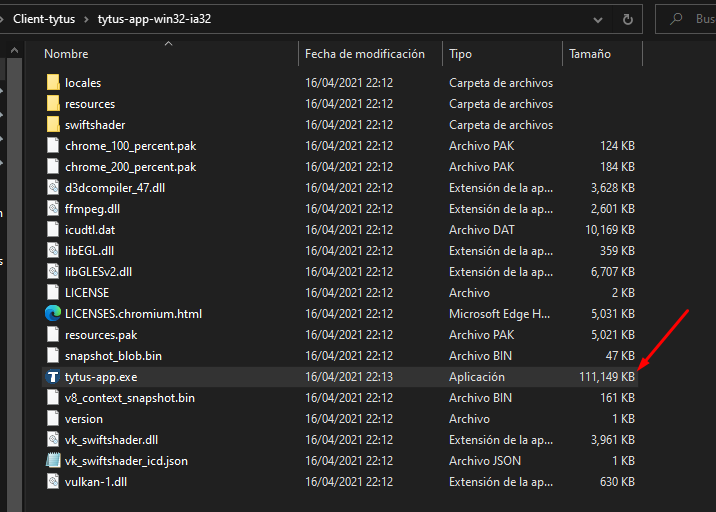 Client-tytus › tytus-app-win32-ia32
Bus
Nombre Fecha de modificación Tipo Tamaño
locales 16/04/2021 22:12 Carpeta de archivos
resources 16/04/2021 22:12 Carpeta de archivos
swiftshader 16/04/2021 22:12 Carpeta de archivos
chrome_100_percent.pak 16/04/2021 22:12 Archivo PAK 124 KB
chrome_200_percent.pak 16/04/2021 22:12 Archivo PAK 184 KB
d3dcompiler_47.dll 16/04/2021 22:12 Extensión de la ap... 3,628 KB
ffmpeg.dll 16/04/2021 22:12 Extensión de la ap... 2,601 KB
icudtl.dat 16/04/2021 22:12 Archivo DAT 10,169 KB
libEGL.dll 16/04/2021 22:12 Extensión de la ap... 359 KB
libGLESv2.dll 16/04/2021 22:12 Extensión de la ap... 6,707 KB
LICENSE 16/04/2021 22:12 Archivo 2 KB
LICENSES.chromium.html 16/04/2021 22:12 Microsoft Edge H... 5,031 KB
resources.pak 16/04/2021 22:12 Archivo PAK 5,021 KB
snapshot_blob.bin 16/04/2021 22:12 Archivo BIN 47 KB
tytus-app.exe 16/04/2021 22:13 Aplicación 111,149 KB
v8_context_snapshot.bin 16/04/2021 22:12 Archivo BIN 161 KB
version 16/04/2021 22:12 Archivo 1 KB
vk_swiftshader.dll 16/04/2021 22:12 Extensión de la ap... 3,961 KB
vk_swiftshader_icd.json 16/04/2021 22:12 Archivo JSON 1 KB
vulkan-1.dll 16/04/2021 22:12 Extensión de la ap... 630 KB